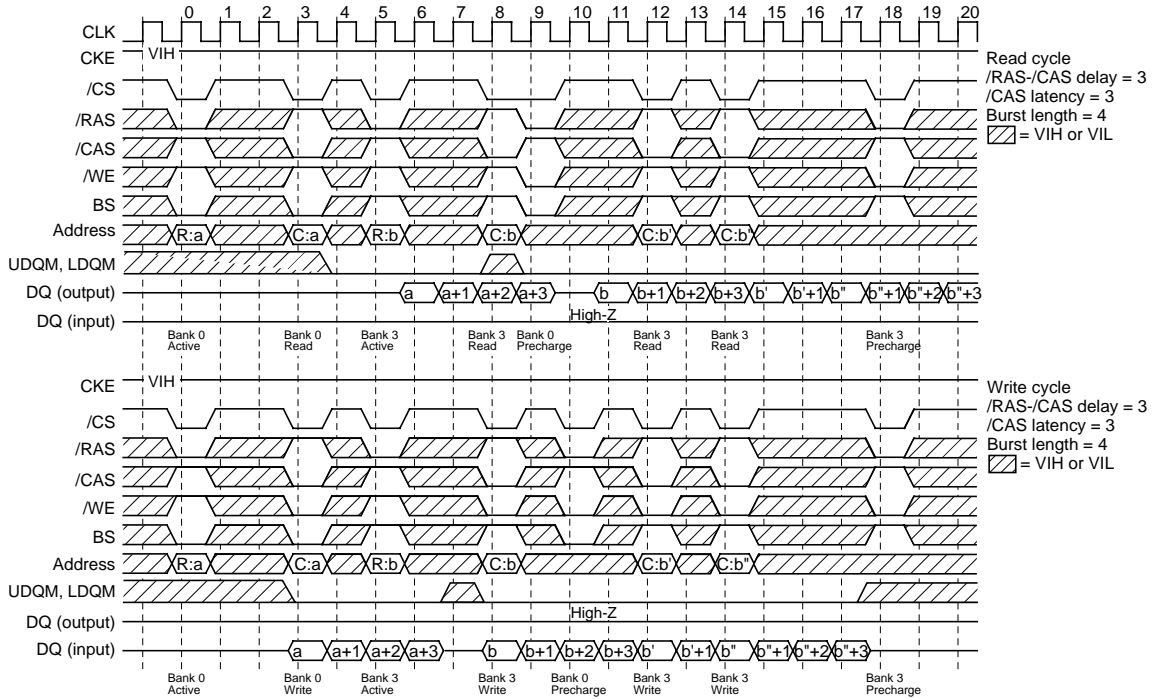 0 1 2 3 4 5 6 7 8 9 10 11 12 13 14 15 16 17 18 19 20
CLK
CKE VIH
/CS
/RAS
/CAS
/WE
BS
Address R:a C:a R:b C:b C:b' C:b"
UDQM, LDQM
DQ (output) a a+1 a+2 a+3 b b+1 b+2 b+3 b' b'+1 b" b"+1 b"+2 b"+3
DQ (input) High-Z
Bank 0 Active
Bank 0 Read
Bank 3 Active
Bank 3 Read
Bank 0 Precharge
Bank 3 Read
Bank 3 Read
Bank 3 Precharge
Read cycle
/RAS-/CAS delay = 3
/CAS latency = 3
Burst length = 4
= VIH or VIL
CKE VIH
/CS
/RAS
/CAS
/WE
BS
Address R:a C:a R:b C:b C:b' C:b"
UDQM, LDQM
DQ (output) High-Z
DQ (input) a a+1 a+2 a+3 b b+1 b+2 b+3 b' b'+1 b" b"+1 b"+2 b"+3
Bank 0 Active
Bank 0 Write
Bank 3 Active
Bank 3 Write
Bank 0 Precharge
Bank 3 Write
Bank 3 Write
Bank 3 Precharge
Write cycle
/RAS-/CAS delay = 3
/CAS latency = 3
Burst length = 4
= VIH or VIL